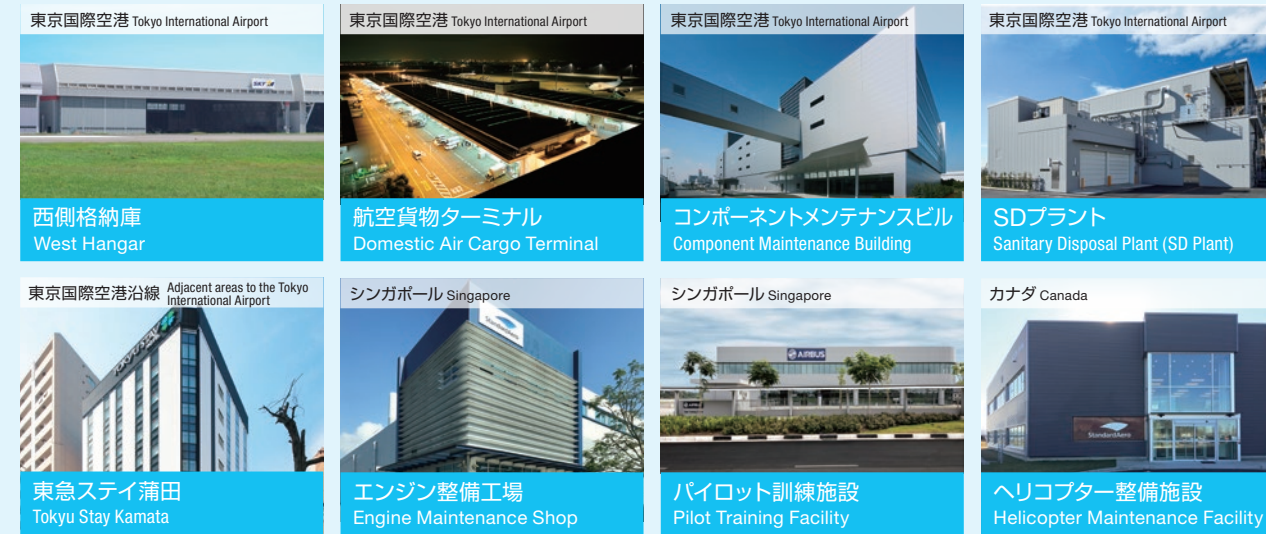 東京国際空港 Tokyo International Airport
SKY
西側格納庫
West Hangar
東京国際空港 Tokyo International Airport
航空貨物ターミナル
Domestic Air Cargo Terminal
東京国際空港 Tokyo International Airport
コンポーネントメンテナンスビル
Component Maintenance Building
東京国際空港 Tokyo International Airport
SDプラント
Sanitary Disposal Plant (SD Plant)
東京国際空港沿線 Adjacent areas to the Tokyo
International Airport
TOKYU STAY
東急ステイ蒲田
Tokyu Stay Kamata
シンガポール Singapore
StandardAero
エンジン整備工場
Engine Maintenance Shop
シンガポール Singapore
AIRBUS
パイロット訓練施設
Pilot Training Facility
カナダ Canada
StandardAero
ヘリコプター整備施設
Helicopter Maintenance Facility